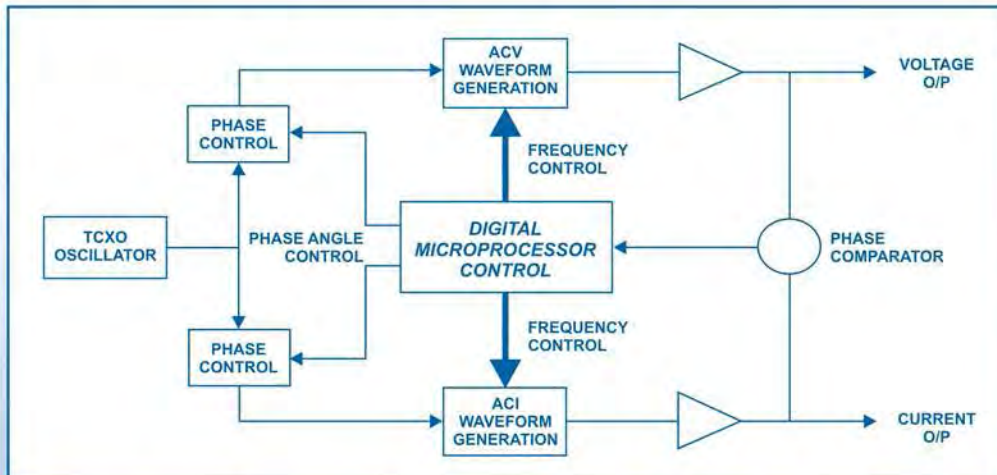 ACV
WAVEFORM
GENERATION
VOLTAGE
O/P
PHASE
CONTROL
FREQUENCY
CONTROL
TCXO
OSCILLATOR
PHASE ANGLE
CONTROL
DIGITAL
MICROPROCESSOR
CONTROL
PHASE
COMPARATOR
PHASE
CONTROL
FREQUENCY
CONTROL
ACI
WAVEFORM
GENERATION
CURRENT
O/P